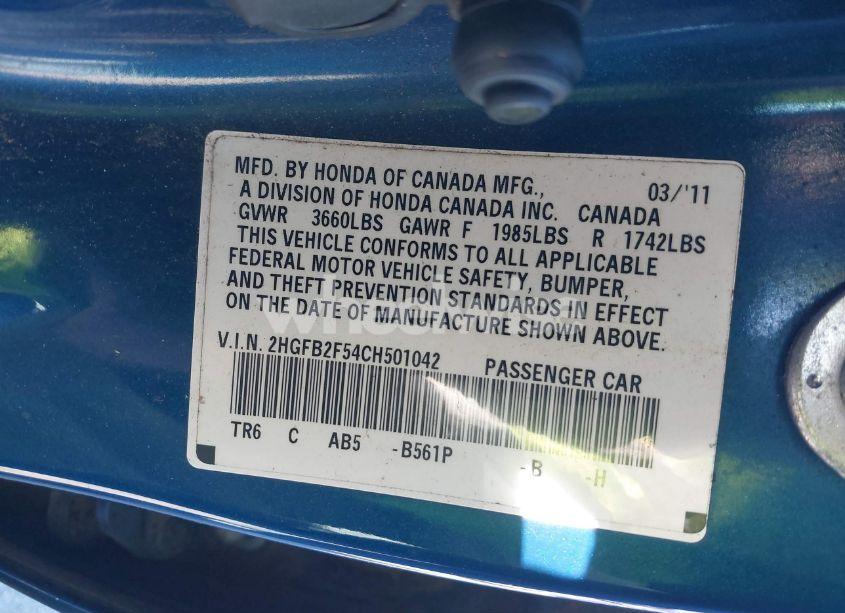 MFD. BY HONDA OF CANADA MFG., 03/'11
A DIVISION OF HONDA CANADA INC. CANADA
GVWR 3660LBS GAWR F 1985LBS R 1742LBS
THIS VEHICLE CONFORMS TO ALL APPLICABLE
FEDERAL MOTOR VEHICLE SAFETY, BUMPER,
AND THEFT PREVENTION STANDARDS IN EFFECT
ON THE DATE OF MANUFACTURE SHOWN ABOVE.
V.I.N. 2HGFB2F54CH501042 PASSENGER CAR
TR6 C AB5 -B561P -B -H